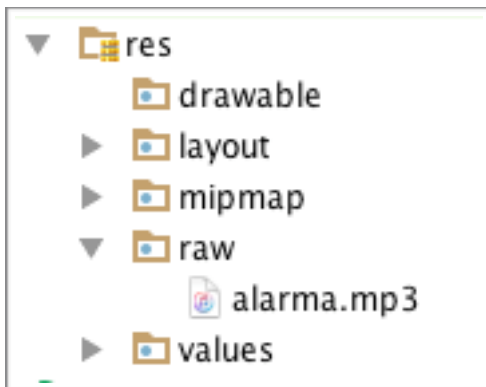 res
drawable
layout
mipmap
raw
alarma.mp3
values